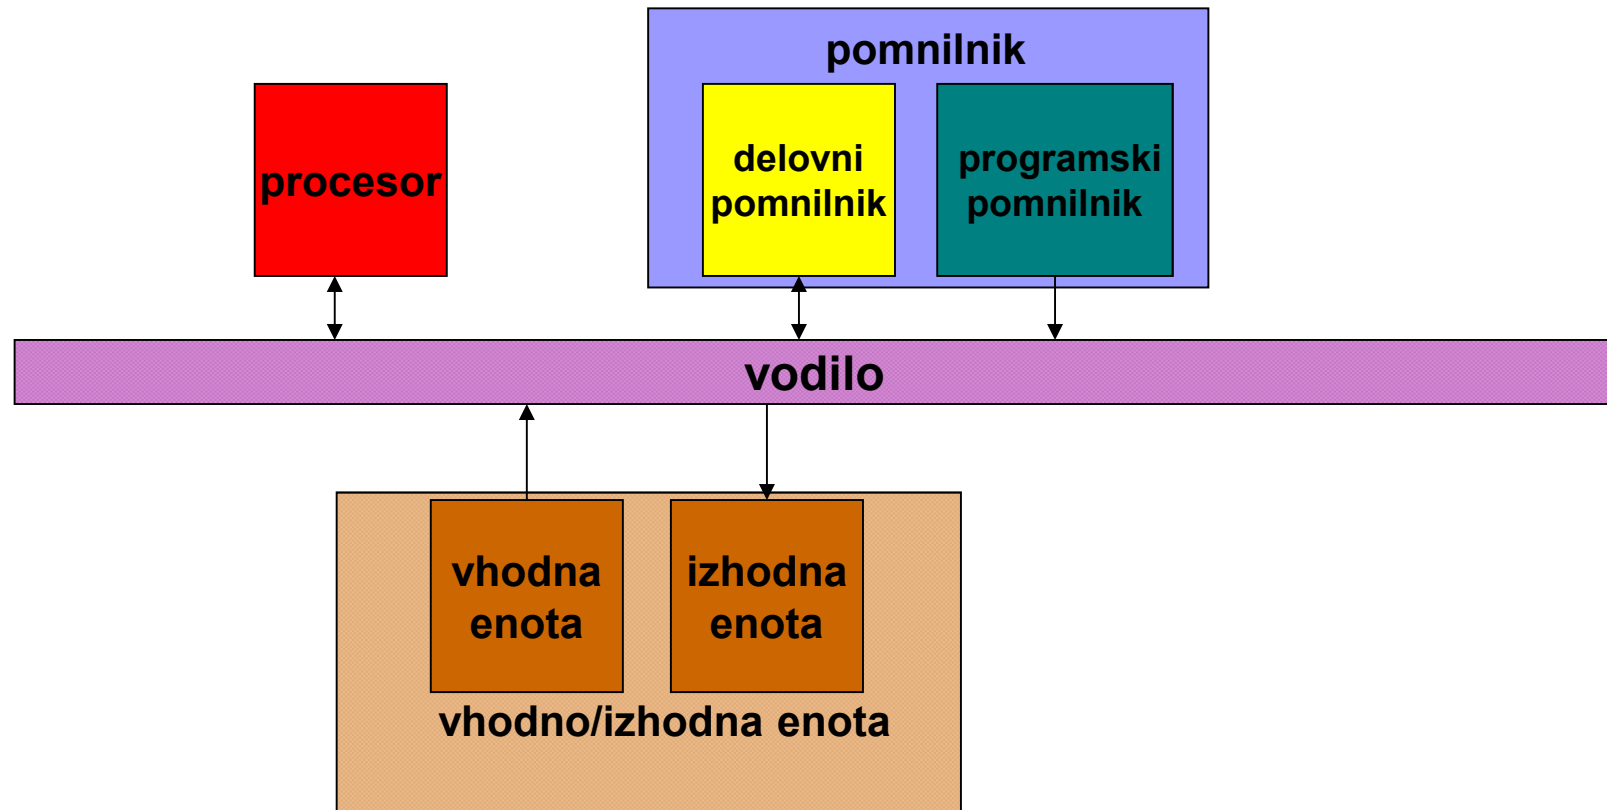 pomnilnik
procesor
delovni
pomnilnik
programski
pomnilnik
vodilo
vhodna
enota
izhodna
enota
vhodno/izhodna enota